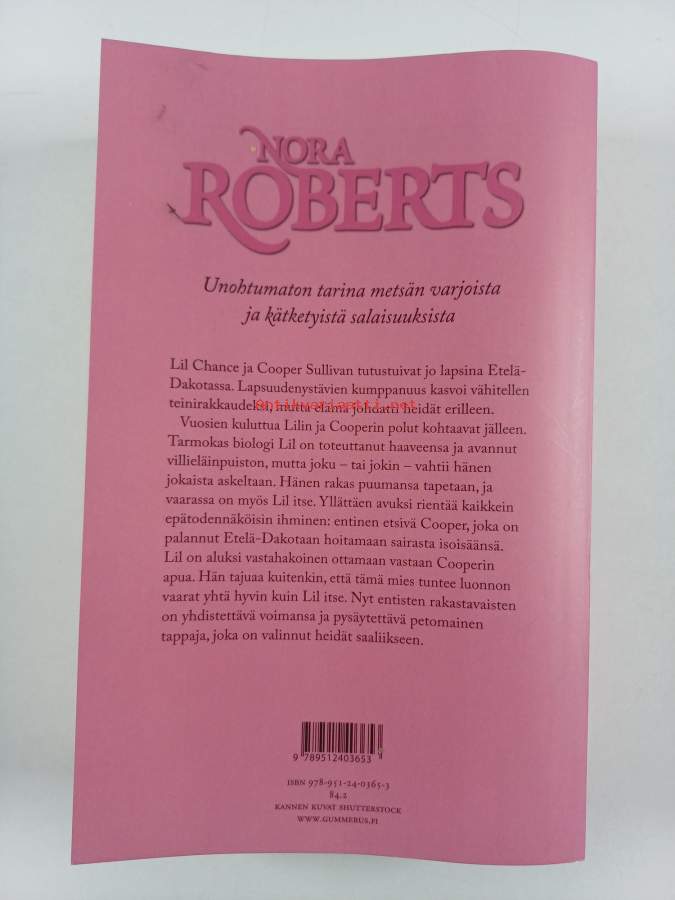 NORA
ROBERTS
Unohtumaton tarina metsän varjoista
ja kätketyistä salaisuuksista
Lil Chance ja Cooper Sullivan tutustuivat jo lapsina Etelä-
Dakotassa. Lapsuudenystävien kumppanuus kasvoi vähitellen
teinirakkaudeksi, mutta elämä johdatti heidät erilleen.
Antikvariaatti.net
Vuosien kuluttua Lilin ja Cooperin polut kohtaavat jälleen.
Tarmokas biologi Lil on toteuttanut haaveensa ja avannut
villieläinpuiston, mutta joku – tai jokin – vahtii hänen
jokaista askeltaan. Hänen rakas puumansa tapetaan, ja
vaarassa on myös Lil itse. Yllättäen avuksi rientää kaikkein
epätodennäköisin ihminen: entinen etsivä Cooper, joka on
palannut Etelä-Dakotaan hoitamaan sairasta isoisäänsä.
Lil on aluksi vastahakoinen ottamaan vastaan Cooperin
apua. Hän tajuaa kuitenkin, että tämä mies tuntee luonnon
vaarat yhtä hyvin kuin Lil itse. Nyt entisten rakastavaisten
on yhdistettävä voimansa ja pysäytettävä petomainen
tappaja, joka on valinnut heidät saaliikseen.
9 789512 403653
ISBN 978-951-24-0365-3
84.2
KANNEN KUVAT SHUTTERSTOCK
WWW.GUMMERUS.FI